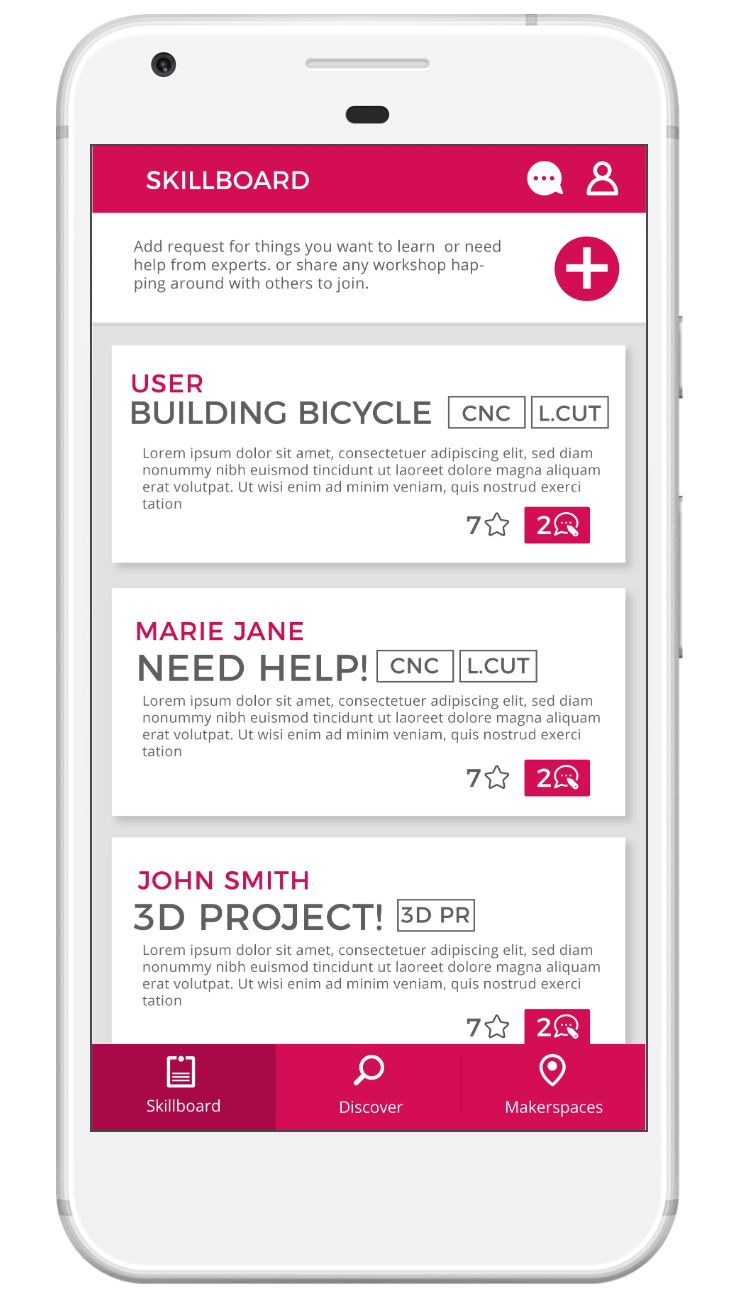 SKILLBOARD
Add request for things you want to learn or need
help from experts. or share any workshop hap-
ping around with others to join.
USER
BUILDING BICYCLE CNC L.CUT
Lorem ipsum dolor sit amet, consectetuer adipiscing elit, sed diam
nonummy nibh euismod tincidunt ut laoreet dolore magna aliquam
erat volutpat. Ut wisi enim ad minim veniam, quis nostrud exerci
tation
7 2
MARIE JANE
NEED HELP! CNC L.CUT
Lorem ipsum dolor sit amet, consectetuer adipiscing elit, sed diam
nonummy nibh euismod tincidunt ut laoreet dolore magna aliquam
erat volutpat. Ut wisi enim ad minim veniam, quis nostrud exerci
tation
7 2
JOHN SMITH
3D PROJECT! 3D PR
Lorem ipsum dolor sit amet, consectetuer adipiscing elit, sed diam
nonummy nibh euismod tincidunt ut laoreet dolore magna aliquam
erat volutpat. Ut wisi enim ad minim veniam, quis nostrud exerci
tation
7 2
Skillboard Discover Makerspaces